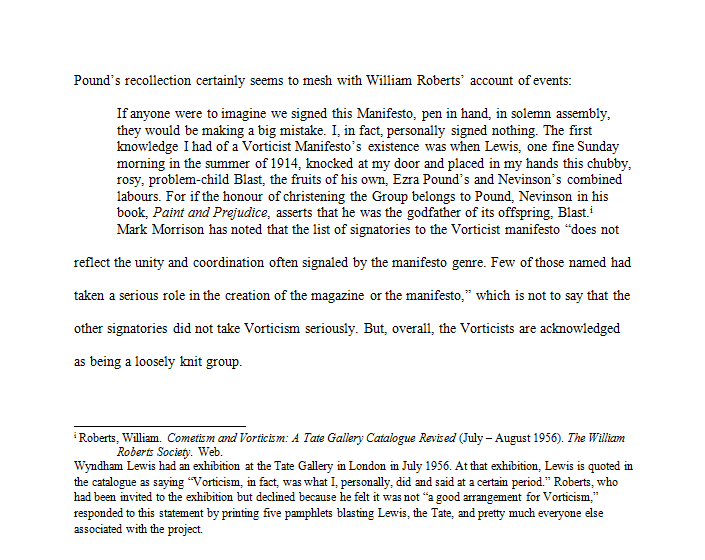 Pound’s recollection certainly seems to mesh with William Roberts’ account of events:
If anyone were to imagine we signed this Manifesto, pen in hand, in solemn assembly,
they would be making a big mistake. I, in fact, personally signed nothing. The first
knowledge I had of a Vorticist Manifesto’s existence was when Lewis, one fine Sunday
morning in the summer of 1914, knocked at my door and placed in my hands this chubby,
rosy, problem-child Blast, the fruits of his own, Ezra Pound’s and Nevinson’s combined
labours. For if the honour of christening the Group belongs to Pound, Nevinson in his
book, Paint and Prejudice, asserts that he was the godfather of its offspring, Blast.i
Mark Morrison has noted that the list of signatories to the Vorticist manifesto “does not
reflect the unity and coordination often signaled by the manifesto genre. Few of those named had
taken a serious role in the creation of the magazine or the manifesto,” which is not to say that the
other signatories did not take Vorticism seriously. But, overall, the Vorticists are acknowledged
as being a loosely knit group.
i Roberts, William. Cometism and Vorticism: A Tate Gallery Catalogue Revised (July – August 1956). The William
Roberts Society. Web.
Wyndham Lewis had an exhibition at the Tate Gallery in London in July 1956. At that exhibition, Lewis is quoted in
the catalogue as saying “Vorticism, in fact, was what I, personally, did and said at a certain period.” Roberts, who
had been invited to the exhibition but declined because he felt it was not “a good arrangement for Vorticism,”
responded to this statement by printing five pamphlets blasting Lewis, the Tate, and pretty much everyone else
associated with the project.